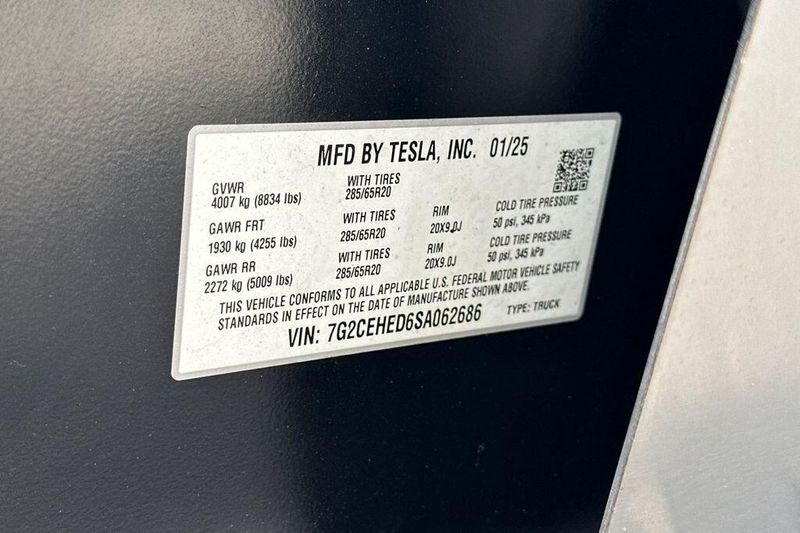 MFD BY TESLA, INC. 01/25
GVWR WITH TIRES
4007 kg (8834 lbs) 285/65R20
GAWR FRT WITH TIRES RIM COLD TIRE PRESSURE
1930 kg (4255 lbs) 285/65R20 20X9.0J 50 psi, 345 kPa
GAWR RR WITH TIRES RIM COLD TIRE PRESSURE
2272 kg (5009 lbs) 285/65R20 20X9.0J 50 psi, 345 kPa
THIS VEHICLE CONFORMS TO ALL APPLICABLE U.S. FEDERAL MOTOR VEHICLE SAFETY
STANDARDS IN EFFECT ON THE DATE OF MANUFACTURE SHOWN ABOVE.
VIN: 7G2CEHED6SA062686 TYPE: TRUCK